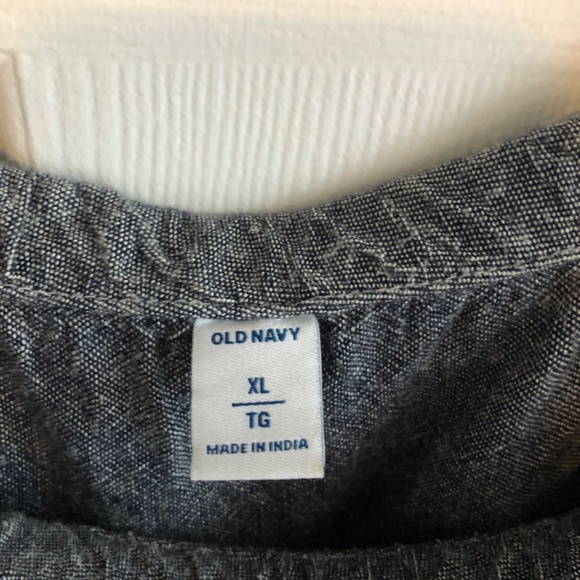 OLD NAVY
XL
TG
MADE IN INDIA